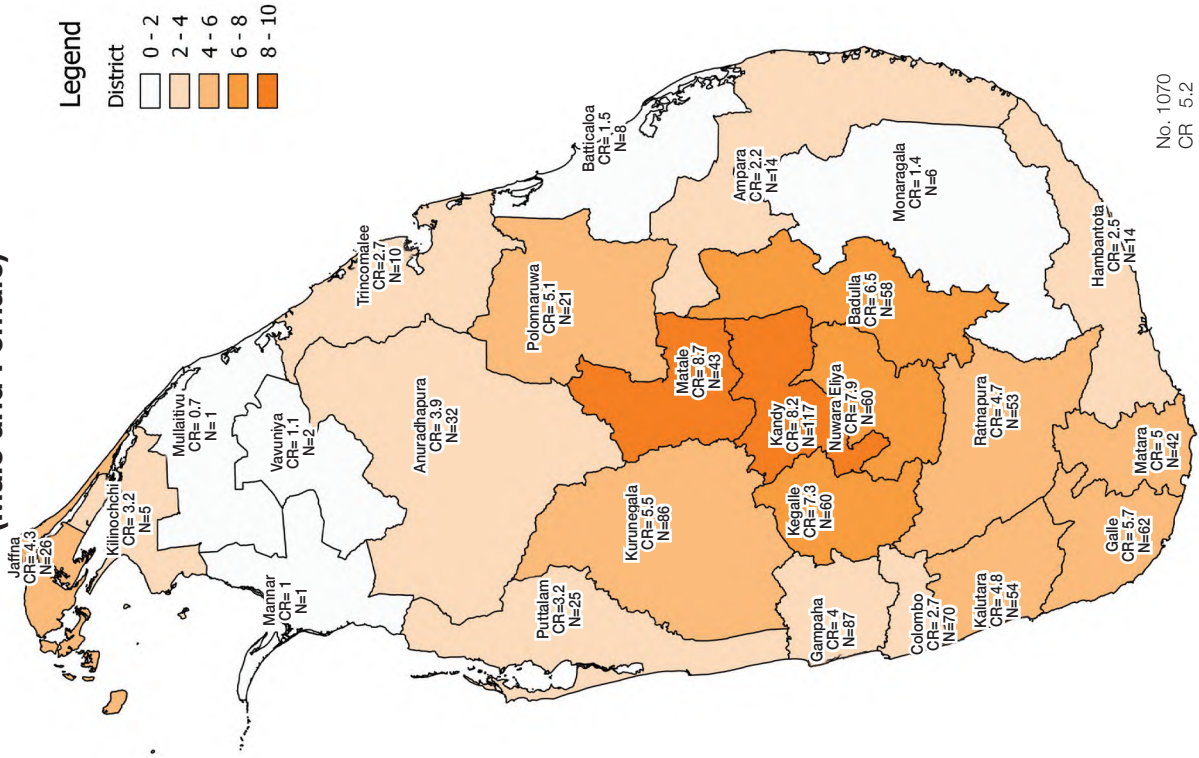 (Male and Female)
Legend
District
0 - 2
2 - 4
4 - 6
6 - 8
8 - 10
Jaffna
CR= 4.3
N=26
Kilinochchi
CR= 3.2
N=5
Mullaitivu
CR= 0.7
N= 1
Mannar
CR= 1
N=1
Vavuniya
CR= 1.1
N=2
Trincomalee
CR=2.7
N=10
Anuradhapura
CR= 3.9
N=32
Polonnaruwa
CR= 5.1
N=21
Batticaloa
CR= 1.5
N=8
Puttalam
CR=3.2
N=25
Kurunegala
CR= 5.5
N=86
Matale
CR= 8.7
N=43
Ampara
CR= 2.2
N=14
Kandy
CR= 8.2
N=117
Kegalle
CR= 7.3
N=60
Nuwara Eliya
CR=7.9
N=60
Badulla
CR= 6.5
N=58
Monaragala
CR= 1.4
N=6
Gampaha
CR= 4
N=87
Colombo
CR= 2.7
N=70
Kalutara
CR= 4.8
N=54
Ratnapura
CR= 4.7
N=53
Hambantota
CR= 2.5
N=14
Galle
CR= 5.7
N=62
Matara
CR= 5
N=42
No. 1070
CR 5.2